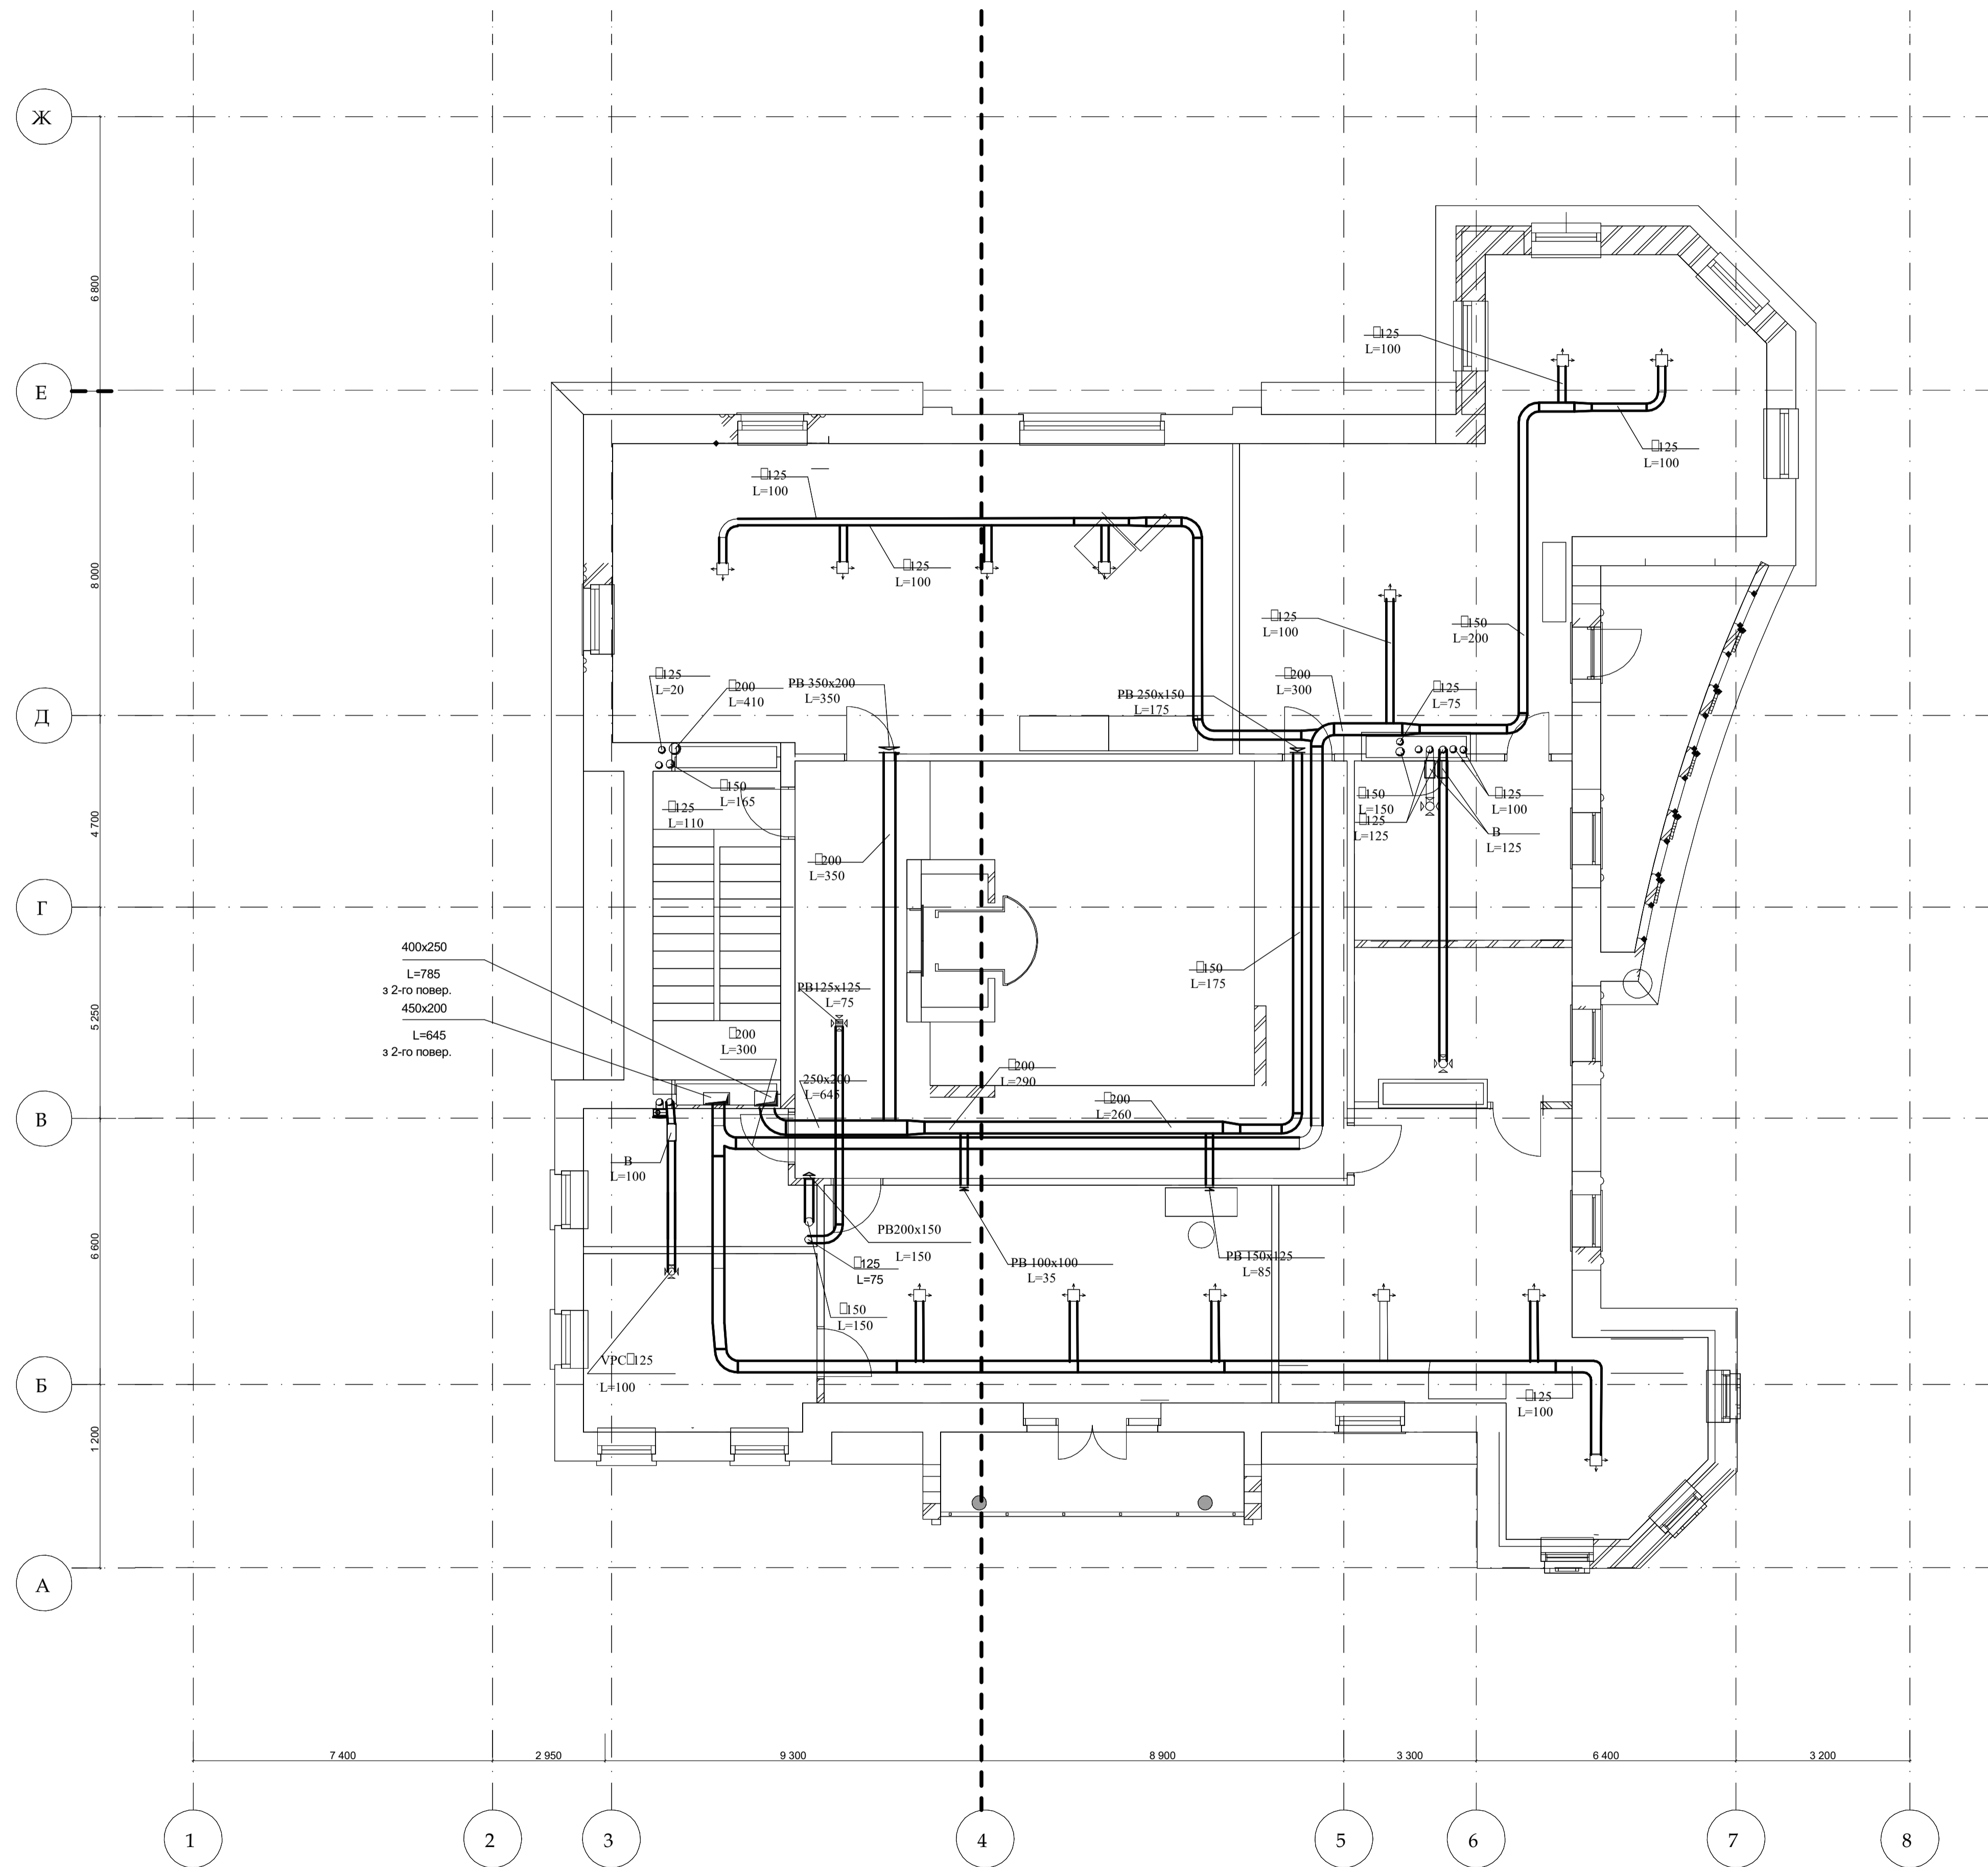 Ж
6 800
▯125
L=100
Е
▯125
L=100
▯125
L=100
▯125
L=100
8 000
▯125
L=100
▯150
L=200
▯125
L=20
▯200
L=410
РВ 350x200
L=350
РВ 250x150
L=175
▯200
L=300
▯125
L=75
Д
▯150
L=165
▯125
L=110
▯150
L=150
▯125
L=100
▯125
L=125
В
L=125
4 700
▯200
L=350
Г
400x250
L=785
з 2-го повер.
450x200
L=645
з 2-го повер.
▯150
L=175
РВ125x125
L=75
5 250
▯200
L=300
250x200
L=645
▯200
L=290
▯200
L=260
В
В
L=100
РВ200x150
L=150
▯125
L=75
РВ 100x100
L=35
РВ 150x125
L=85
6 600
▯150
L=150
VPC▯125
L=100
Б
▯125
L=100
1 200
А
7 400
2 950
9 300
8 900
3 300
6 400
3 200
1
2
3
4
5
6
7
8